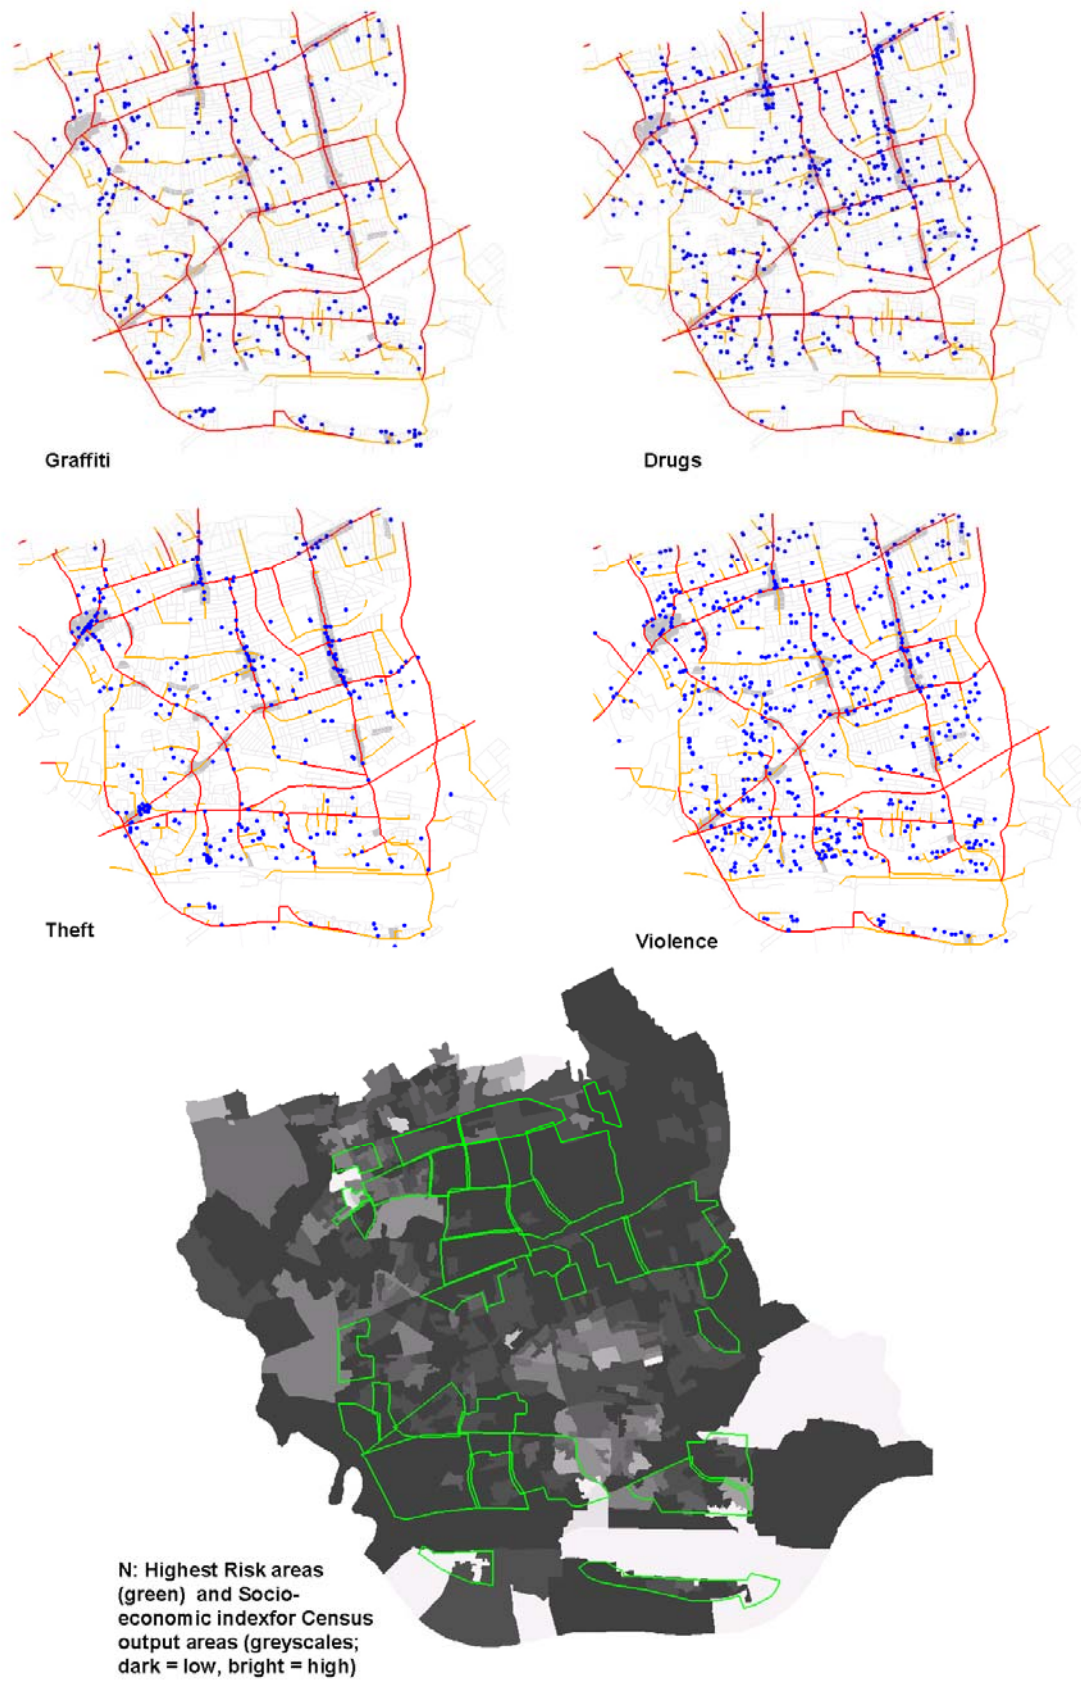 Graffiti
Drugs
Theft
Violence
N: Highest Risk areas
(green) and Socio-
economic indexfor Census
output areas (greyscales;
dark = low, bright = high)